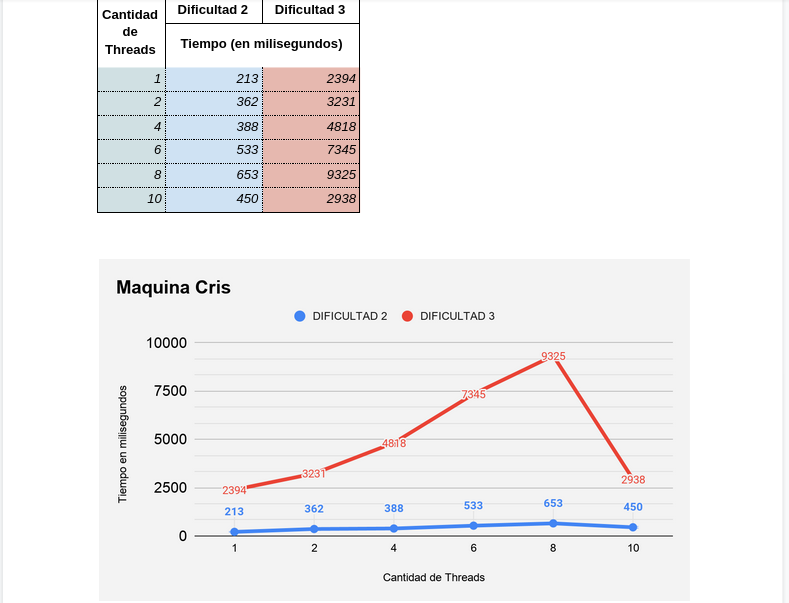 Cantidad de Threads Dificultad 2 Dificultad 3
Tiempo (en milisegundos)
1 213 2394
2 362 3231
4 388 4818
6 533 7345
8 653 9325
10 450 2938
Maquina Cris
DIFICULTAD 2 DIFICULTAD 3
10000
7500
5000
2500
0
Tiempo en milisegundos
2394 3231 4818 7345 9325 2938
213 362 388 533 653 450
1 2 4 6 8 10
Cantidad de Threads